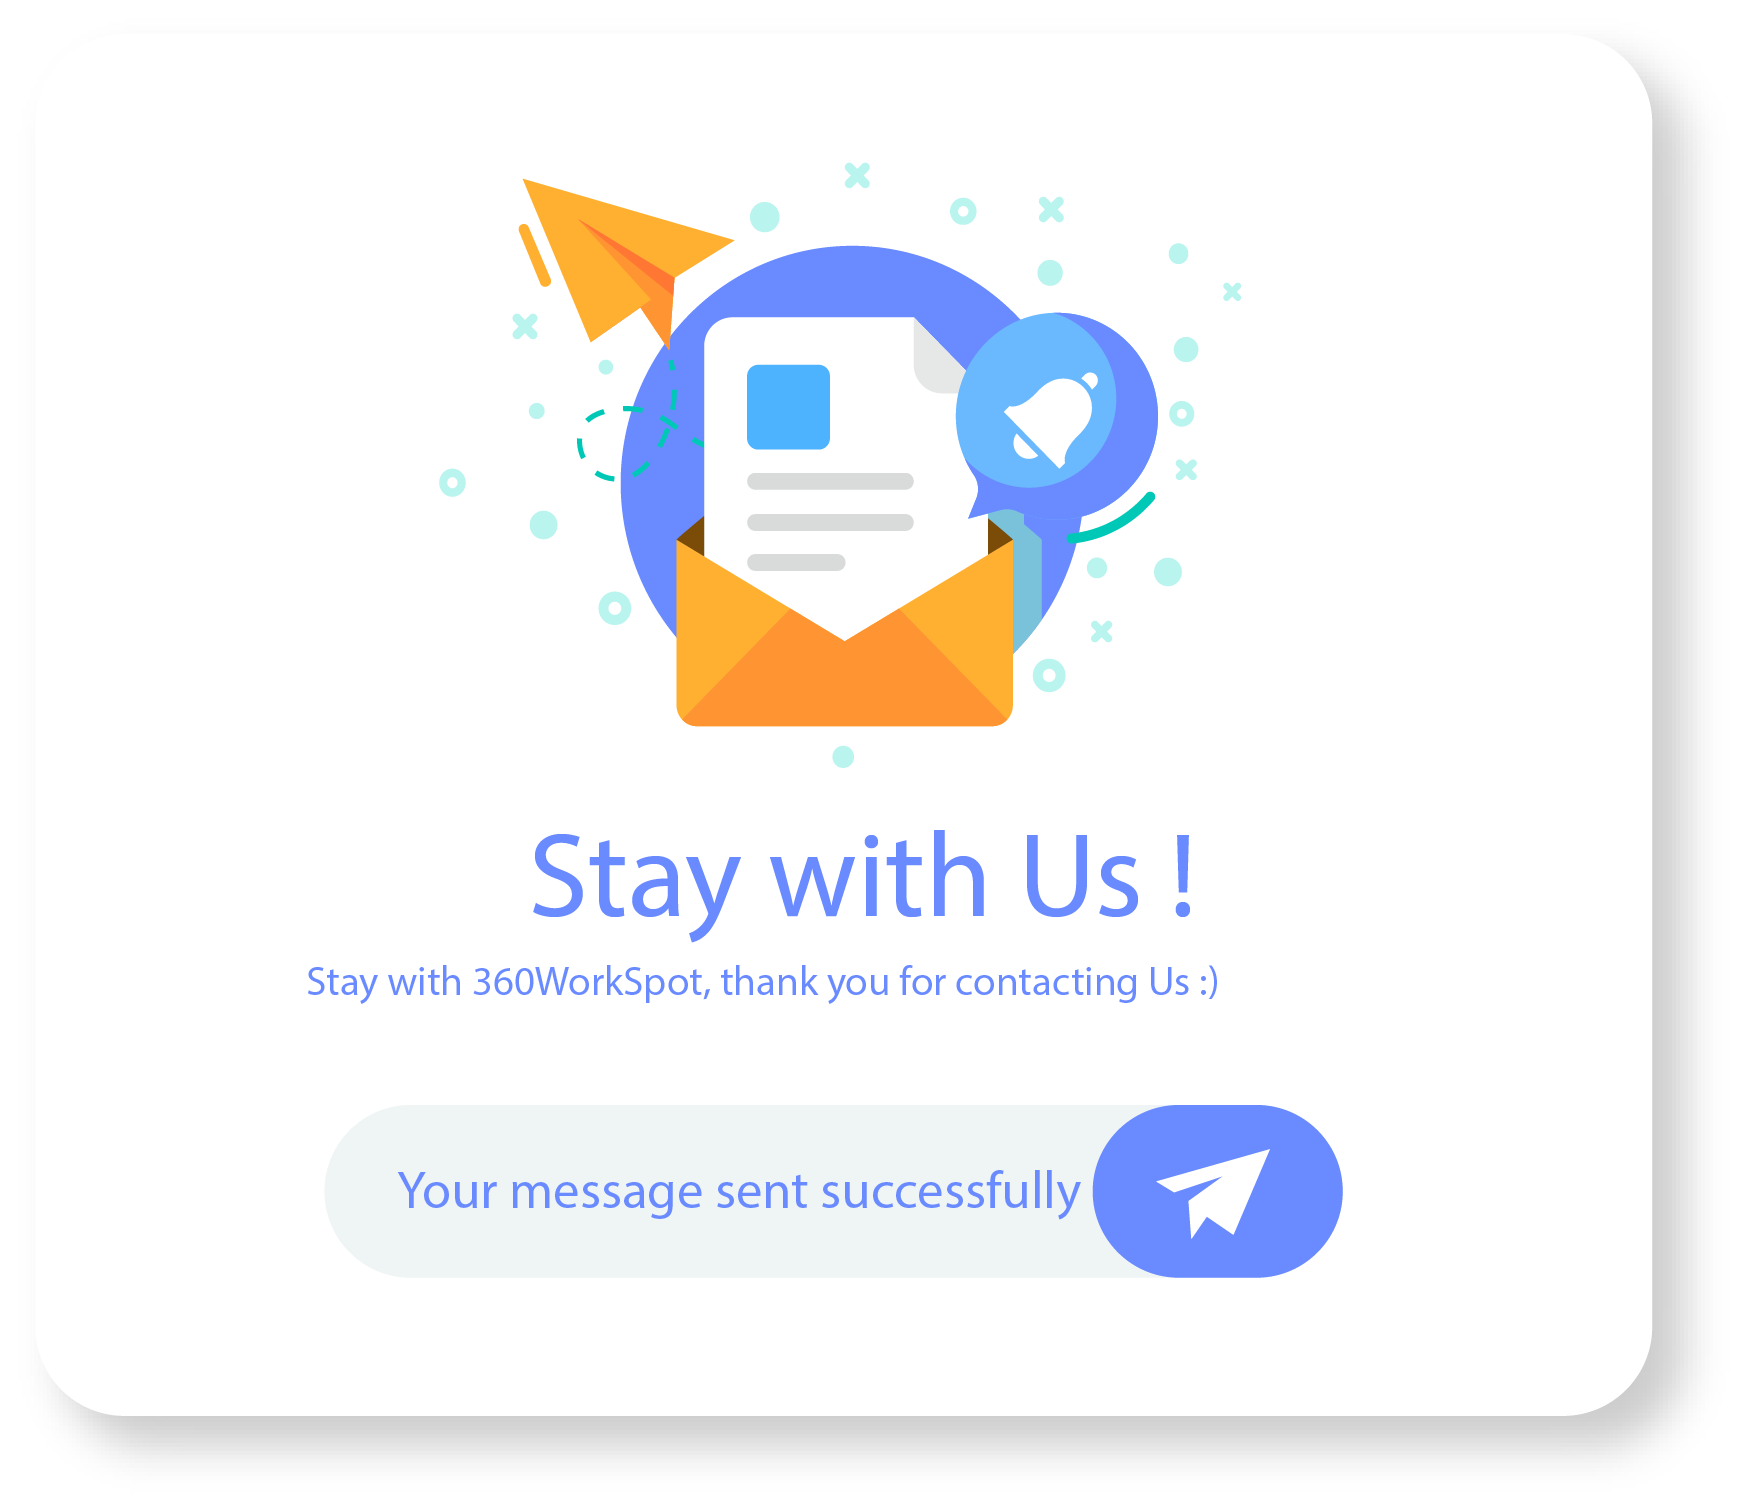 Stay with Us !
Stay with 360WorkSpot, thank you for contacting Us :)
Your message sent successfully